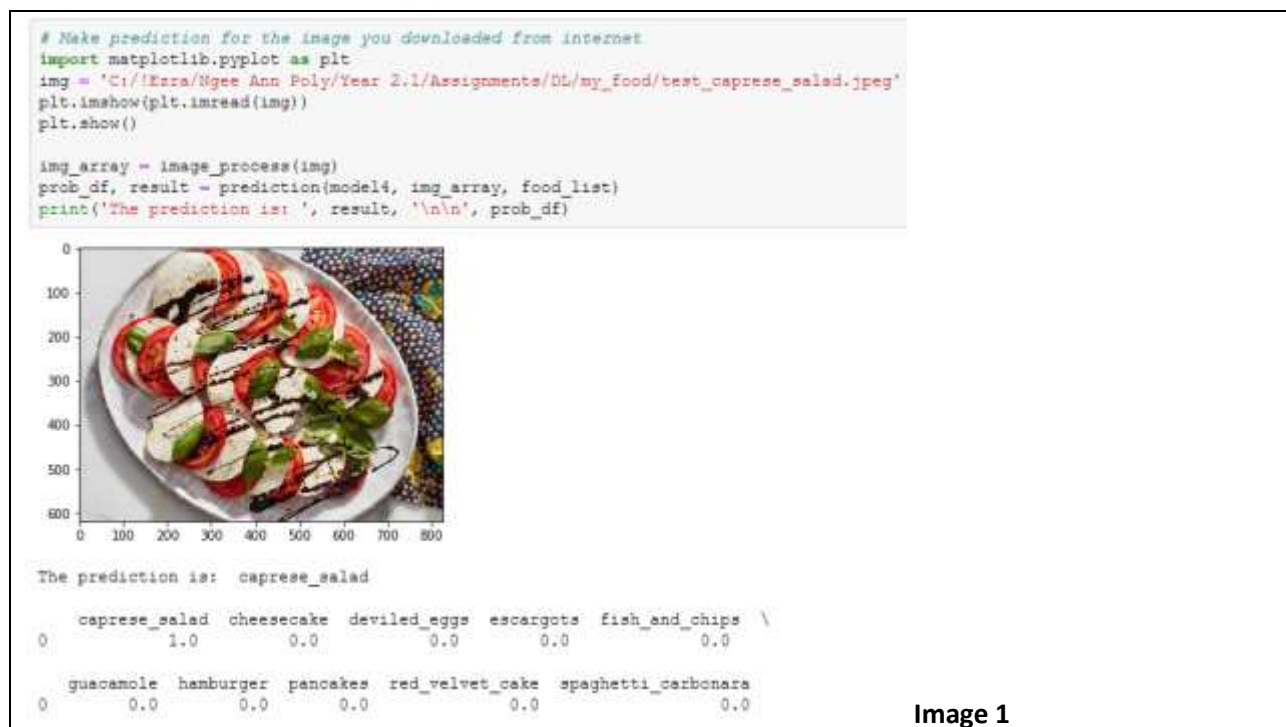 # Make prediction for the image you downloaded from internet
import matplotlib.pyplot as plt
img = 'C:/!Ezra/Ngee Ann Poly/Year 2.1/Assignments/DL/my_food/test_caprese_salad.jpeg'
plt.imshow(plt.imread(img))
plt.show()
img_array = image_process(img)
prob_df, result = prediction(model4, img_array, food_list)
print('The prediction is: ', result, '\n\n', prob_df)
0
100
200
300
400
500
600
0 100 200 300 400 500 600 700 800
The prediction is:  caprese_salad
caprese_salad cheesecake deviled_eggs escargots fish_and_chips \
0 1.0 0.0 0.0 0.0 0.0
guacamole hamburger pancakes red_velvet_cake spaghetti_carbonara
0 0.0 0.0 0.0 0.0 0.0
Image 1